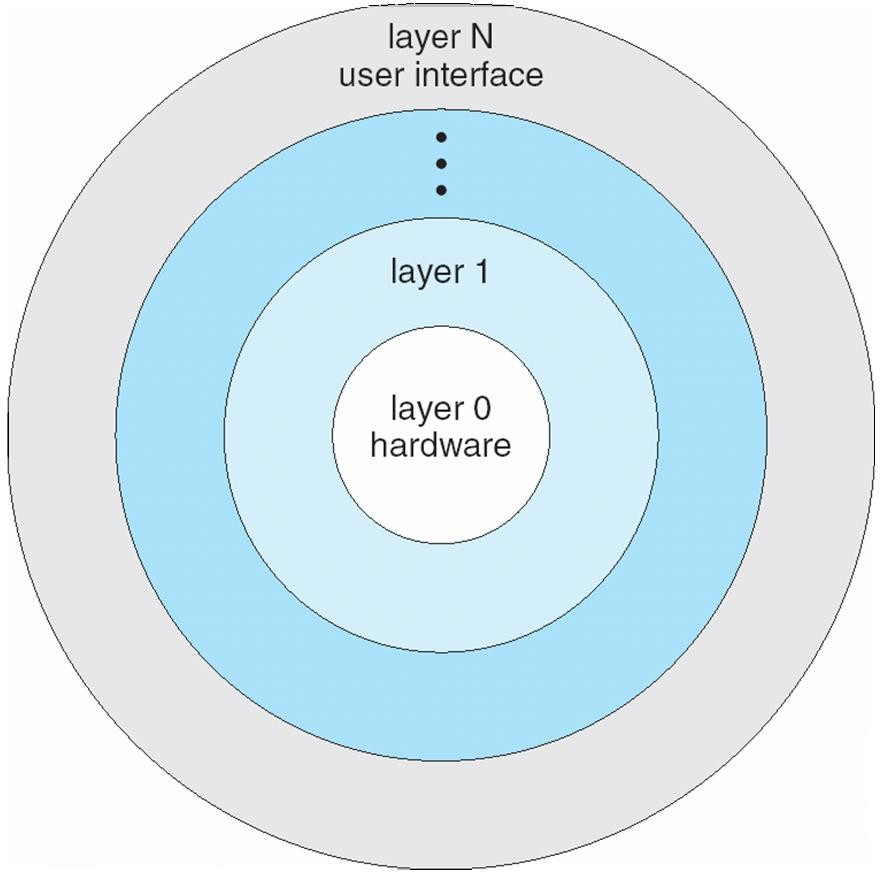 layer N
user interface
layer 1
layer 0
hardware